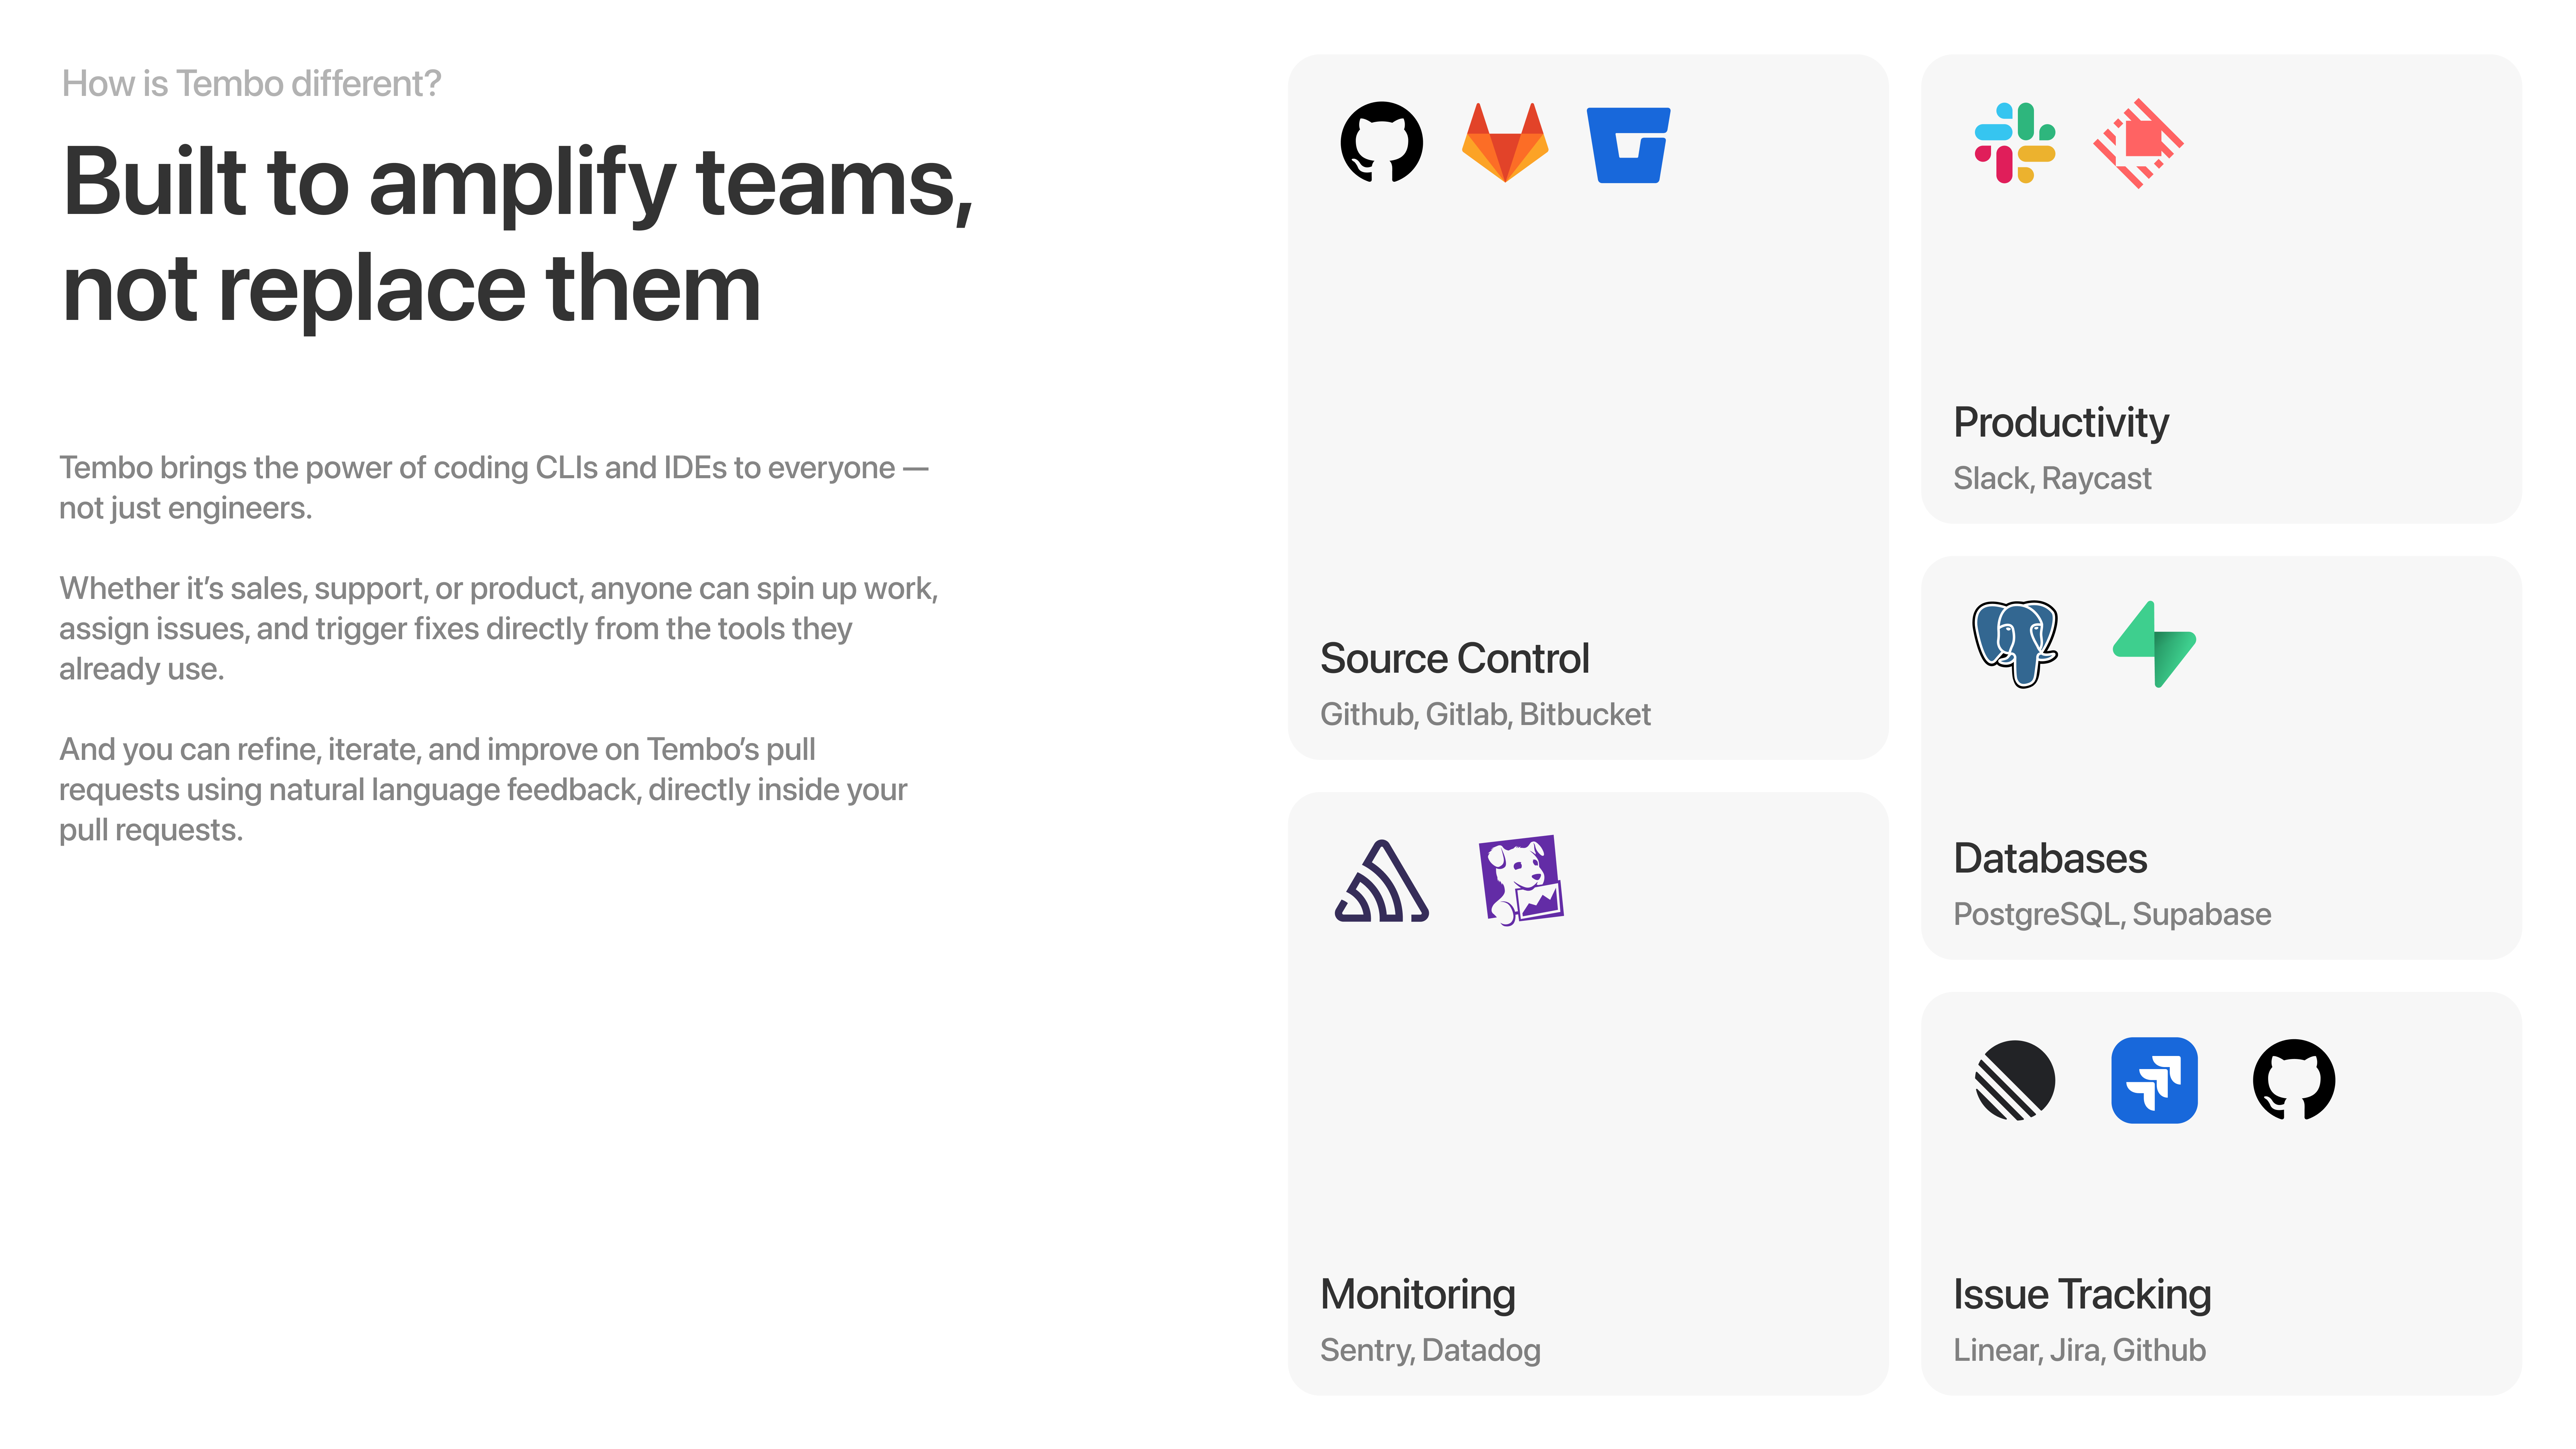 How is Tembo different?
Built to amplify teams,
not replace them
Tembo brings the power of coding CLIs and IDEs to everyone —
not just engineers.
Whether it’s sales, support, or product, anyone can spin up work,
assign issues, and trigger fixes directly from the tools they
already use.
And you can refine, iterate, and improve on Tembo’s pull
requests using natural language feedback, directly inside your
pull requests.
Source Control
Github, Gitlab, Bitbucket
Monitoring
Sentry, Datadog
Productivity
Slack, Raycast
Databases
PostgreSQL, Supabase
Issue Tracking
Linear, Jira, Github